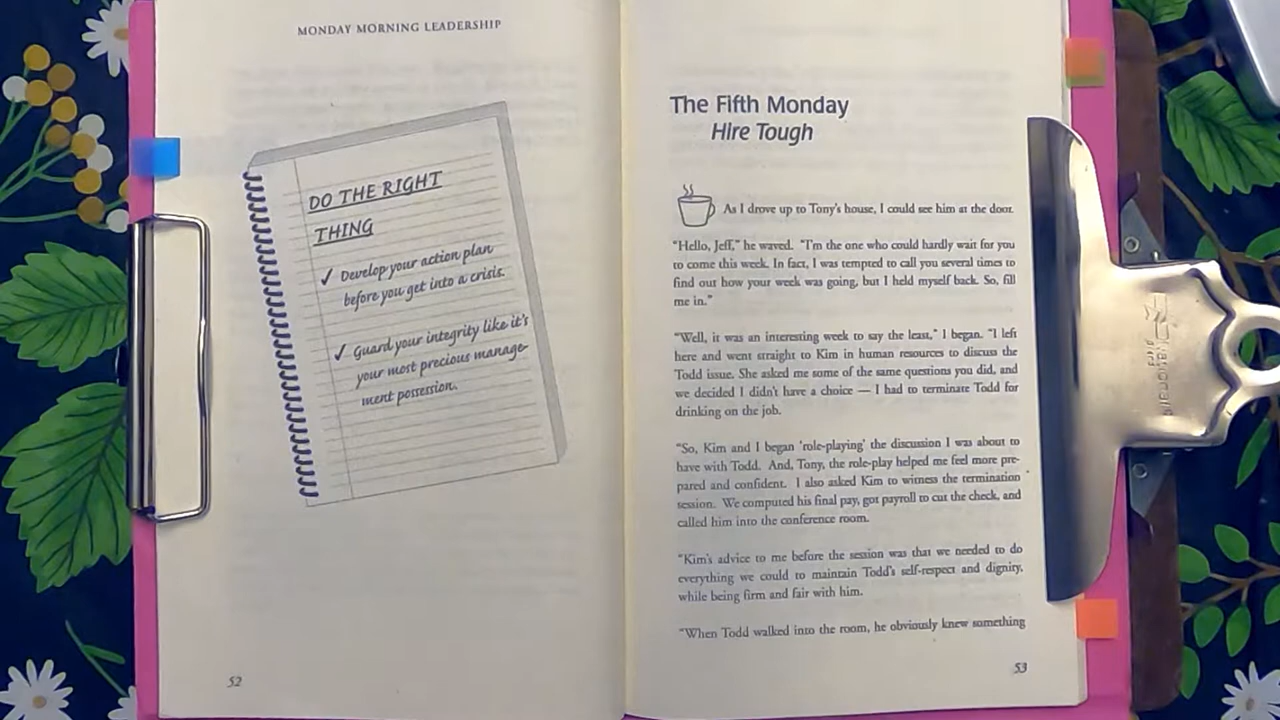 MONDAY MORNING LEADERSHIP
DO THE RIGHT
THING
✓ Develop your action plan
before you get into a crisis.
✓ Guard your integrity like it's
your most precious manage-
ment possession.
52
The Fifth Monday
Hire Tough
As I drove up to Tony's house, I could see him at the door.
“Hello, Jeff,” he waved. “I'm the one who could hardly wait for you
to come this week. In fact, I was tempted to call you several times to
find out how your week was going, but I held myself back. So, fill
me in.”
“Well, it was an interesting week to say the least,” I began. “I left
here and went straight to Kim in human resources to discuss the
Todd issue. She asked me some of the same questions you did, and
we decided I didn't have a choice — I had to terminate Todd for
drinking on the job.
“So, Kim and I began ‘role-playing’ the discussion I was about to
have with Todd. And, Tony, the role-play helped me feel more pre-
pared and confident. I also asked Kim to witness the termination
session. We computed his final pay, got payroll to cut the check, and
called him into the conference room.
“Kim's advice to me before the session was that we needed to do
everything we could to maintain Todd's self-respect and dignity,
while being firm and fair with him.
“When Todd walked into the room, he obviously knew something
53